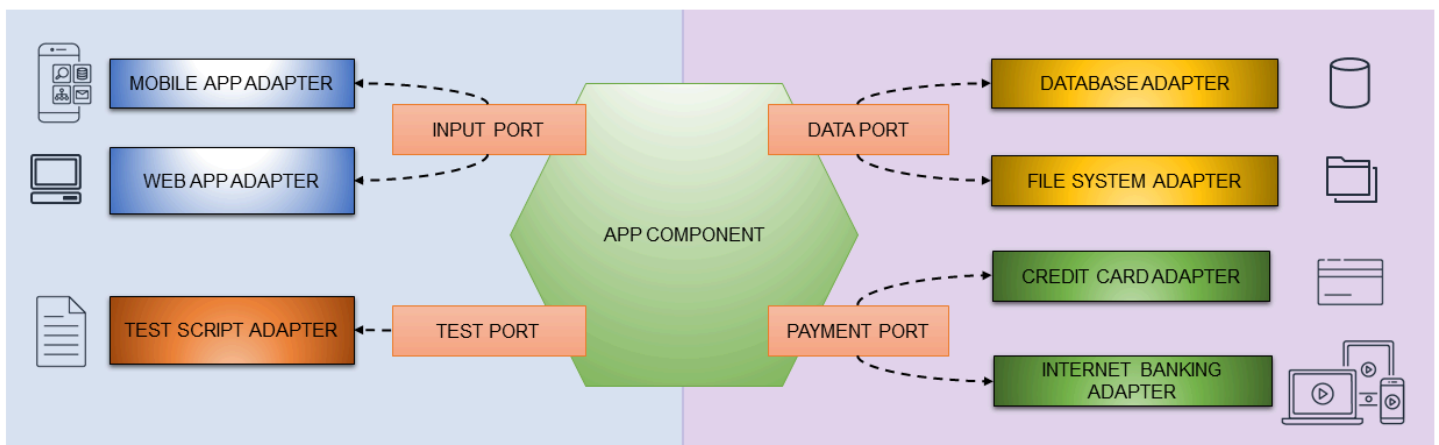 MOBILE APP ADAPTER
DATABASE ADAPTER
INPUT PORT
DATA PORT
WEB APP ADAPTER
FILE SYSTEM ADAPTER
APP COMPONENT
CREDIT CARD ADAPTER
TEST SCRIPT ADAPTER
TEST PORT
PAYMENT PORT
INTERNET BANKING
ADAPTER